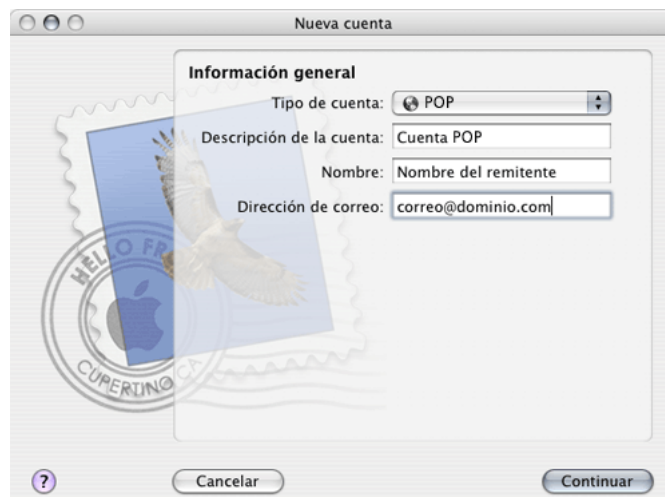 Nueva cuenta
Información general
Tipo de cuenta: POP
Descripción de la cuenta: Cuenta POP
Nombre: Nombre del remitente
Dirección de correo: correo@dominio.com
HELLO FR
CUPERTINO CA
? Cancelar Continuar